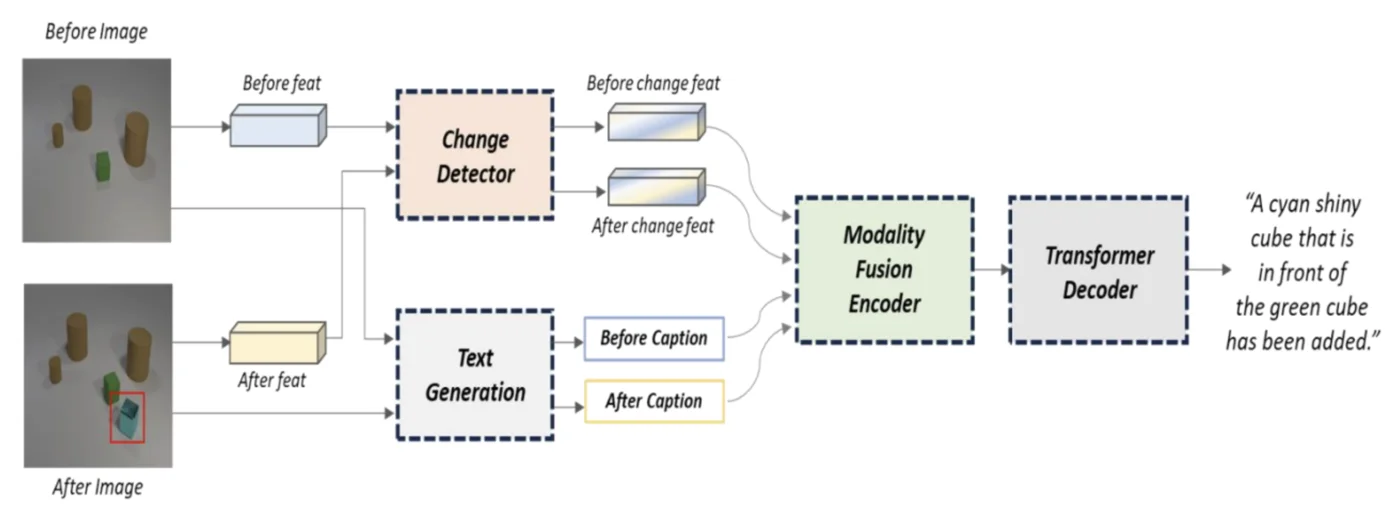 Before Image
Before feat
Before change feat
Change
Detector
After change feat
Modality
Fusion
Encoder
Transformer
Decoder
“A cyan shiny
cube that is
in front of
the green cube
has been added.”
After feat
Text
Generation
Before Caption
After Caption
After Image